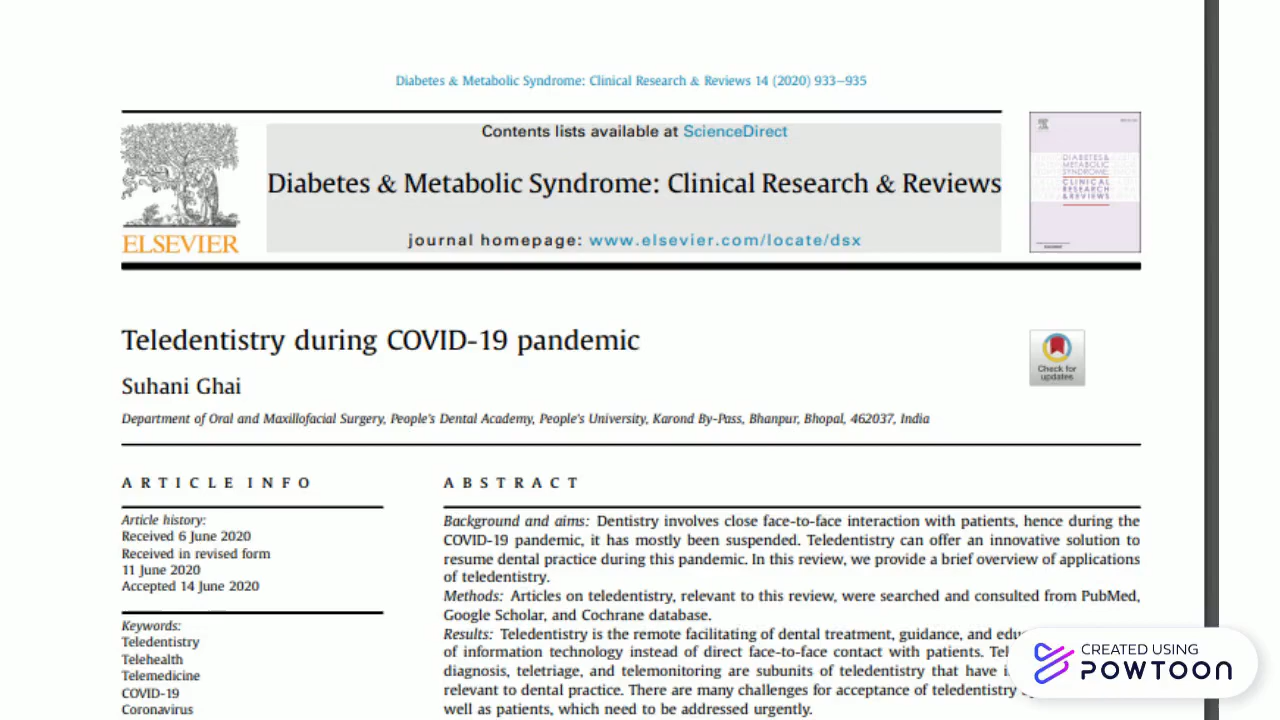 Diabetes & Metabolic Syndrome: Clinical Research & Reviews 14 (2020) 933–935
Contents lists available at ScienceDirect
Diabetes & Metabolic Syndrome: Clinical Research & Reviews
journal homepage: www.elsevier.com/locate/dsx
ELSEVIER
DIABETES &
METABOLIC
SYNDROME:
CLINICAL
RESEARCH
& REVIEWS
Teledentistry during COVID-19 pandemic
Check for
updates
Suhani Ghai
Department of Oral and Maxillofacial Surgery, People's Dental Academy, People's University, Karond By-Pass, Bhanpur, Bhopal, 462037, India
ARTICLE INFO
Article history:
Received 6 June 2020
Received in revised form
11 June 2020
Accepted 14 June 2020
Keywords:
Teledentistry
Telehealth
Telemedicine
COVID-19
Coronavirus
ABSTRACT
Background and aims: Dentistry involves close face-to-face interaction with patients, hence during the
COVID-19 pandemic, it has mostly been suspended. Teledentistry can offer an innovative solution to
resume dental practice during this pandemic. In this review, we provide a brief overview of applications
of teledentistry.
Methods: Articles on teledentistry, relevant to this review, were searched and consulted from PubMed,
Google Scholar, and Cochrane database.
Results: Teledentistry is the remote facilitating of dental treatment, guidance, and
of information technology instead of direct face-to-face contact with patients.
diagnosis, teletriage, and telemonitoring are subunits of teledentistry that have
relevant to dental practice. There are many challenges for acceptance of teledentistry
well as patients, which need to be addressed urgently.
CREATED USING
POWTOON